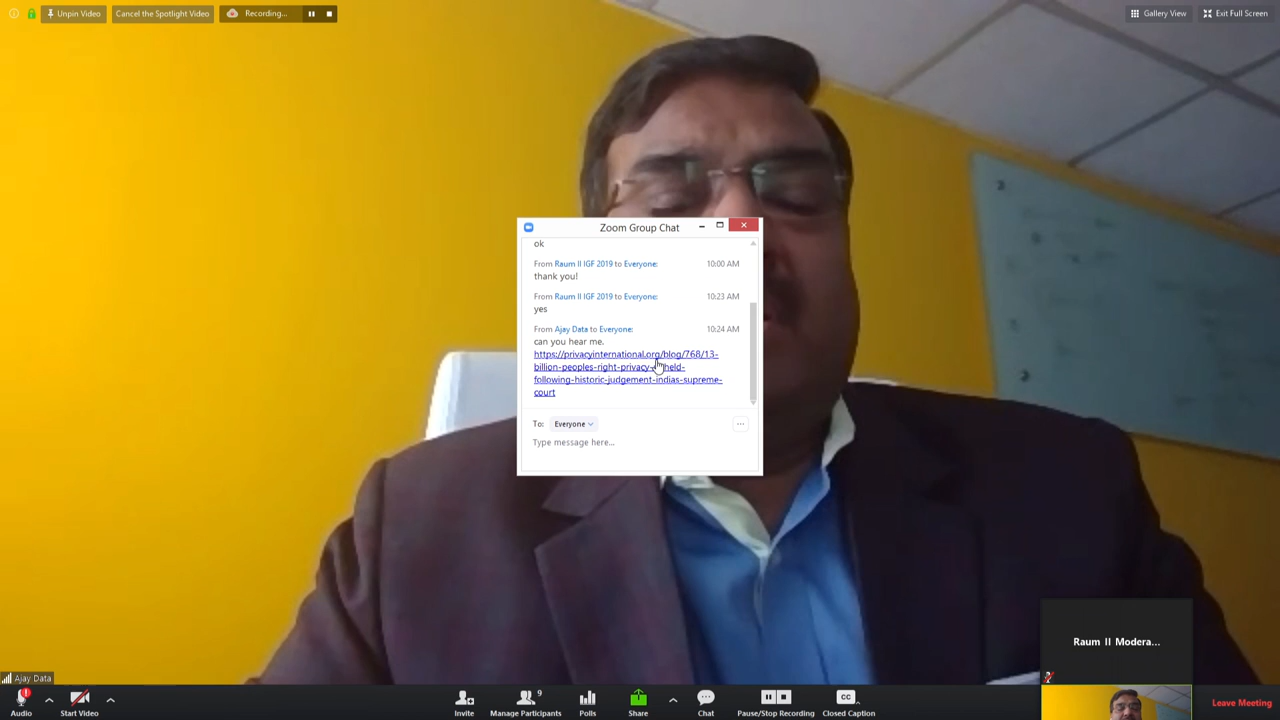 Unpin Video
Cancel the Spotlight Video
Recording...
Gallery View
Exit Full Screen
Zoom Group Chat
ok
From Raum II IGF 2019 to Everyone: 10:00 AM
thank you!
From Raum II IGF 2019 to Everyone: 10:23 AM
yes
From Ajay Data to Everyone: 10:24 AM
can you hear me.
https://privacyinternational.org/blog/768/13-
billion-peoples-right-privacy- held-
following-historic-judgement-indias-supreme-
court
To: Everyone
...
Type message here...
Raum II Modera...
Ajay Data
Audio
Start Video
Invite
9
Manage Participants
Polls
Share
Chat
Pause/Stop Recording
CC
Closed Caption
Leave Meeting